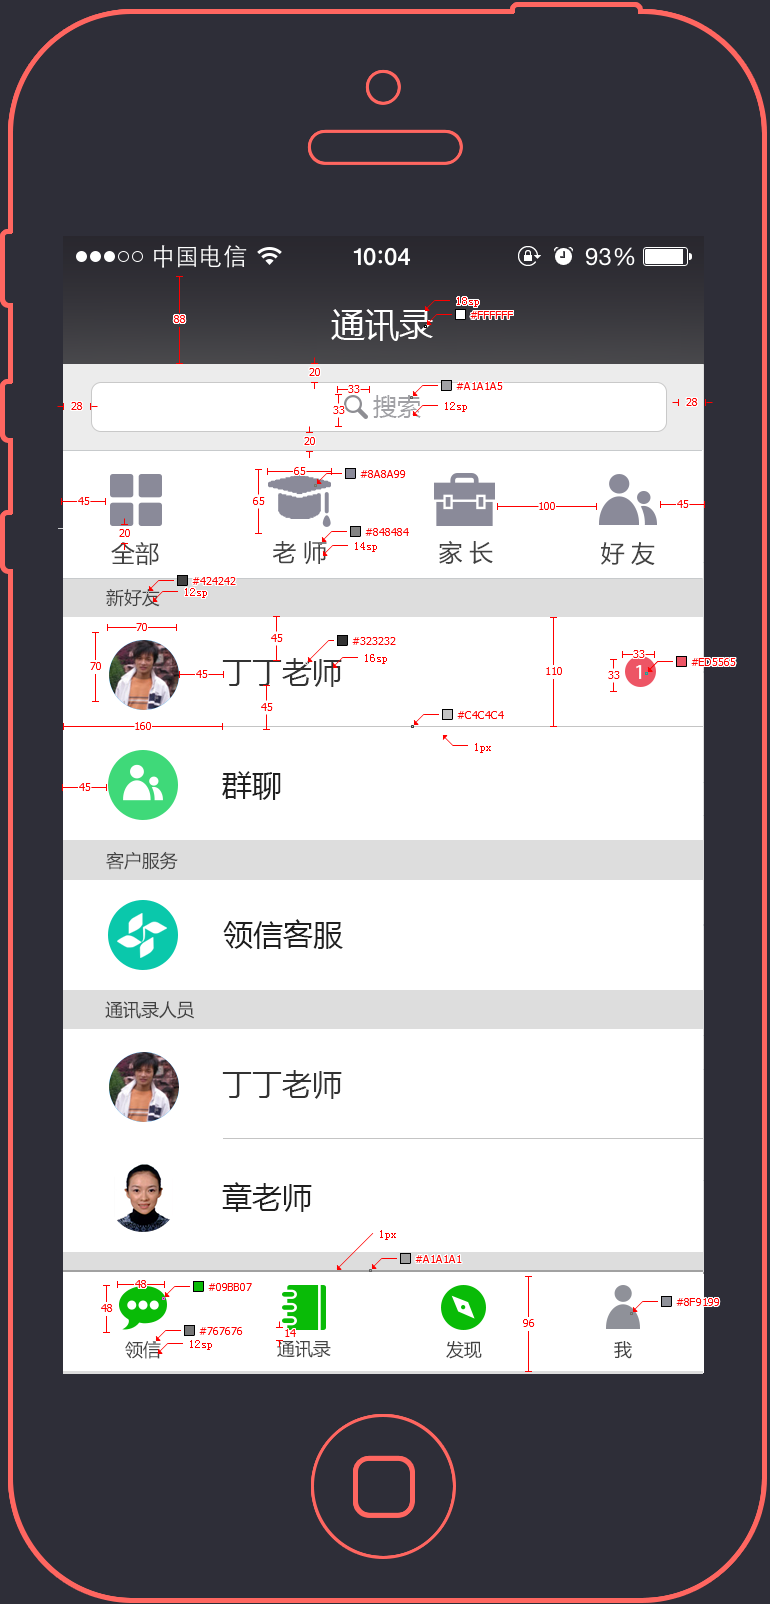 中国电信 10:04 93%
18sp
88
通讯录
#FFFFFF
20
33 #A1A1A5
28 33 搜索 12sp 28
20
65 #8A8A99
45 65 100 45
20 #848484
全部 老师 14sp 家长 好友
#424242
新好友 12sp
70 45 #323232
70 45 丁丁老师 16sp 110 33 33 1 #ED5565
45
160 #C4C4C4
1px
45 群聊
客户服务
领信客服
通讯录人员
丁丁老师
章老师
1px
#A1A1A1
48 #09BB07
48 96 #8F9199
#767676 14
领信 12sp 通讯录 发现 我